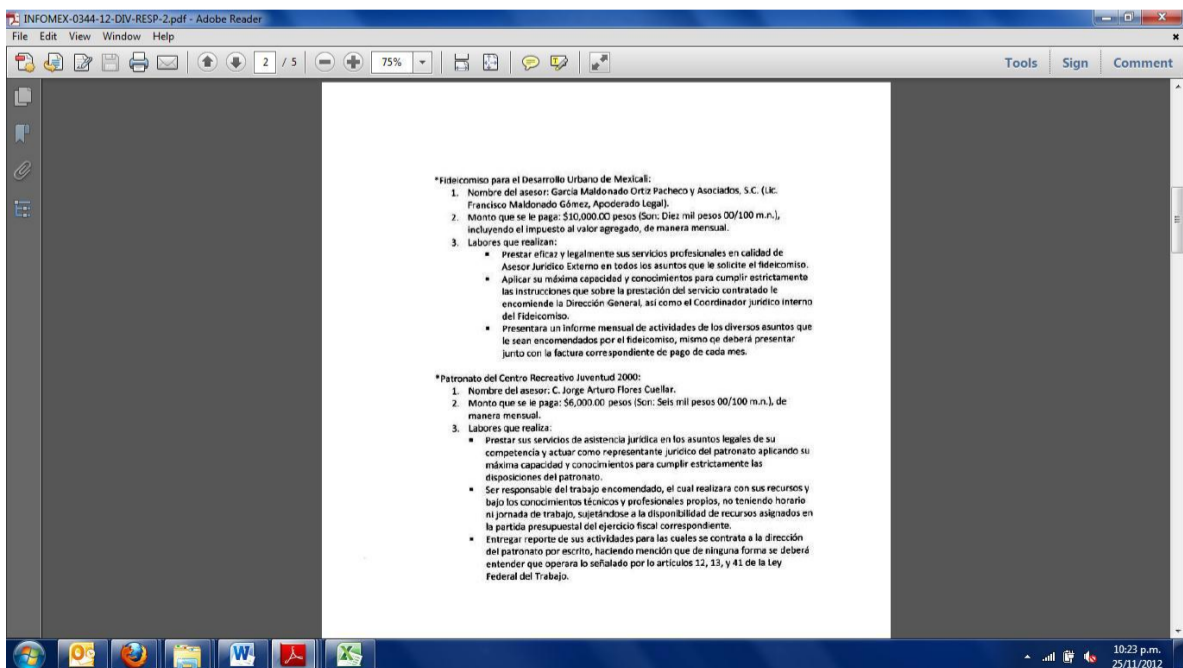 INFOMEX-0344-12-DIV-RESP-2.pdf - Adobe Reader
File Edit View Window Help
2 / 5 75% Tools Sign Comment
*Fideicomiso para el Desarrollo Urbano de Mexicali:
1. Nombre del asesor: García Maldonado Ortiz Pacheco y Asociados, S.C. (Lic.
Francisco Maldonado Gómez, Apoderado Legal).
2. Monto que se le paga: $10,000.00 pesos (Son: Diez mil pesos 00/100 m.n.),
incluyendo el impuesto al valor agregado, de manera mensual.
3. Labores que realizan:
▪ Prestar eficaz y legalmente sus servicios profesionales en calidad de
Asesor Jurídico Externo en todos los asuntos que le solicite el fideicomiso.
▪ Aplicar su máxima capacidad y conocimientos para cumplir estrictamente
las instrucciones que sobre la prestación del servicio contratado le
encomiende la Dirección General, así como el Coordinador jurídico interno
del Fideicomiso.
▪ Presentara un informe mensual de actividades de los diversos asuntos que
le sean encomendados por el fideicomiso, mismo qe deberá presentar
junto con la factura correspondiente de pago de cada mes.
*Patronato del Centro Recreativo Juventud 2000:
1. Nombre del asesor: C. Jorge Arturo Flores Cuellar.
2. Monto que se le paga: $6,000.00 pesos (Son: Seis mil pesos 00/100 m.n.), de
manera mensual.
3. Labores que realiza:
▪ Prestar sus servicios de asistencia jurídica en los asuntos legales de su
competencia y actuar como representante jurídico del patronato aplicando su
máxima capacidad y conocimientos para cumplir estrictamente las
disposiciones del patronato.
▪ Ser responsable del trabajo encomendado, el cual realizara con sus recursos y
bajo los conocimientos técnicos y profesionales propios, no teniendo horario
ni jornada de trabajo, sujetándose a la disponibilidad de recursos asignados en
la partida presupuestal del ejercicio fiscal correspondiente.
▪ Entregar reporte de sus actividades para las cuales se contrata a la dirección
del patronato por escrito, haciendo mención que de ninguna forma se deberá
entender que operara lo señalado por lo artículos 12, 13, y 41 de la Ley
Federal del Trabajo.
10:23 p.m.
25/11/2012